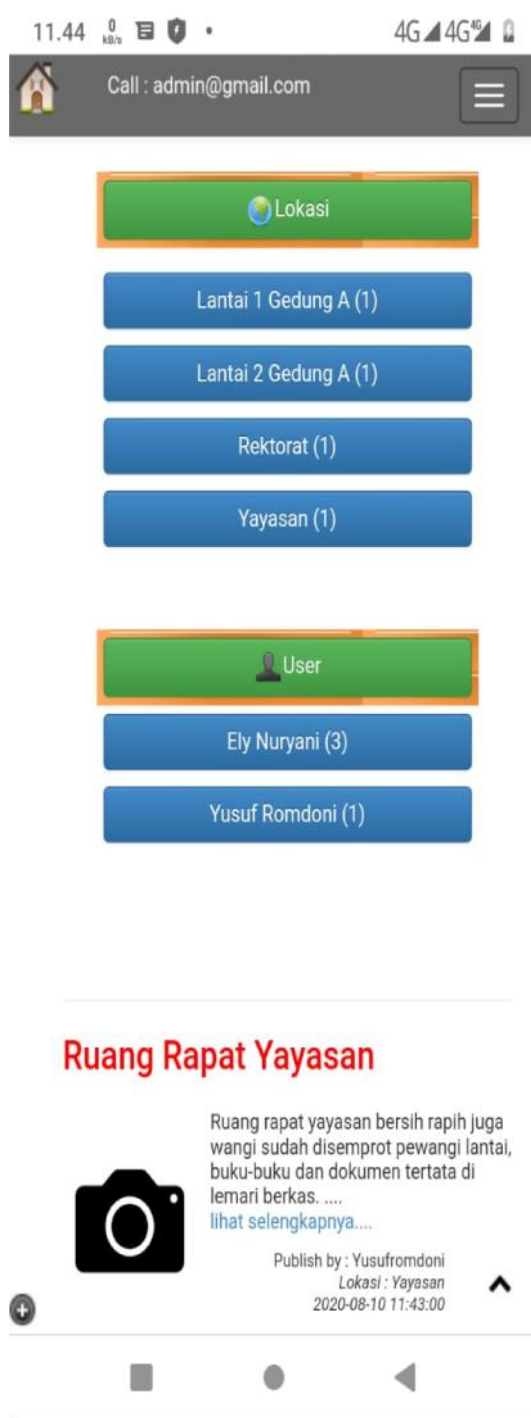 11.44 0 kB/s 4G 4G 4G
Call : admin@gmail.com
Lokasi
Lantai 1 Gedung A (1)
Lantai 2 Gedung A (1)
Rektorat (1)
Yayasan (1)
User
Ely Nuryani (3)
Yusuf Romdoni (1)
Ruang Rapat Yayasan
Ruang rapat yayasan bersih rapih juga
wangi sudah disemprot pewangi lantai,
buku-buku dan dokumen tertata di
lemari berkas. ....
lihat selengkapnya....
Publish by : Yusufromdoni
Lokasi : Yayasan
2020-08-10 11:43:00